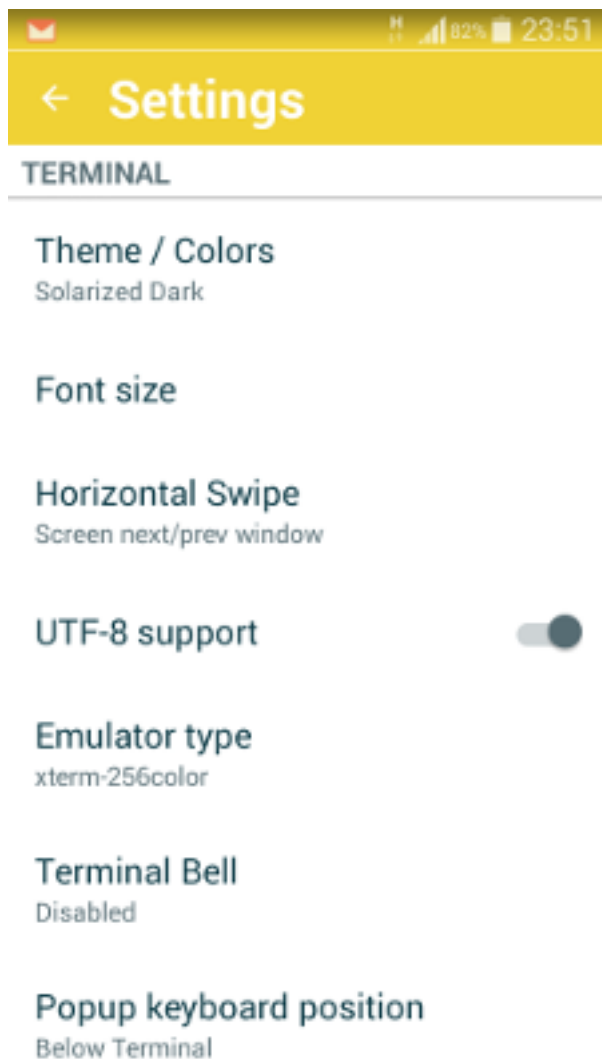 82% 23:51
Settings
TERMINAL
Theme / Colors
Solarized Dark
Font size
Horizontal Swipe
Screen next/prev window
UTF-8 support
Emulator type
xterm-256color
Terminal Bell
Disabled
Popup keyboard position
Below Terminal